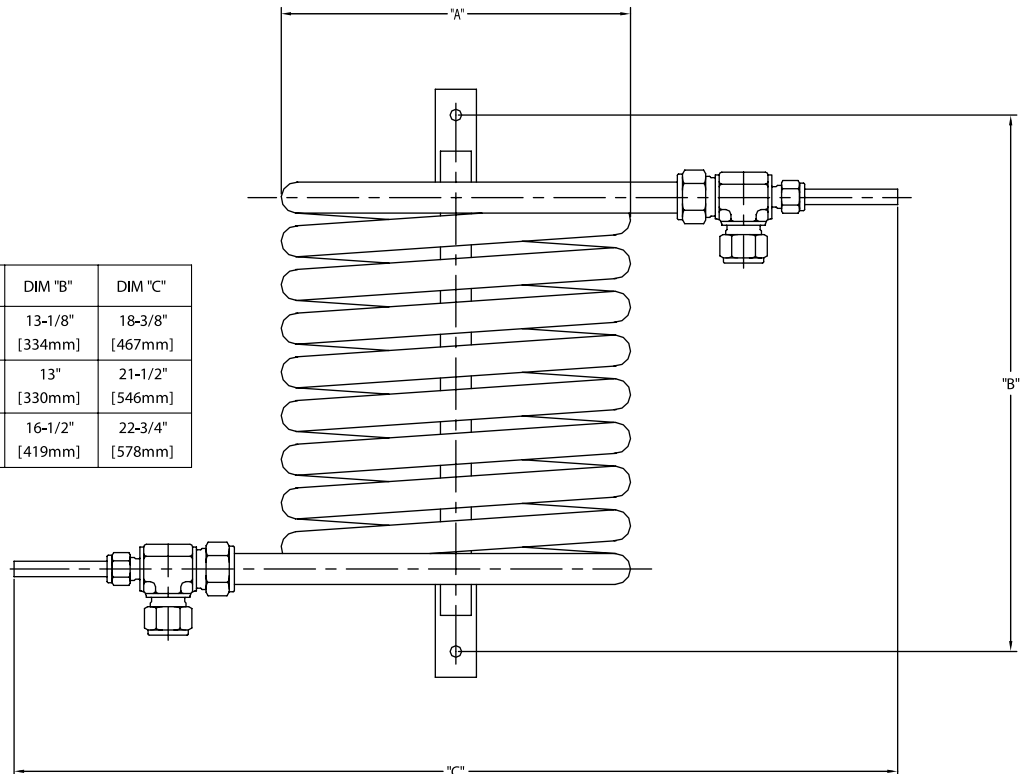 "A"
DIM "B" DIM "C"
13-1/8" 18-3/8"
[334mm] [467mm]
13" 21-1/2"
[330mm] [546mm]
16-1/2" 22-3/4"
[419mm] [578mm]
"B"
"C"